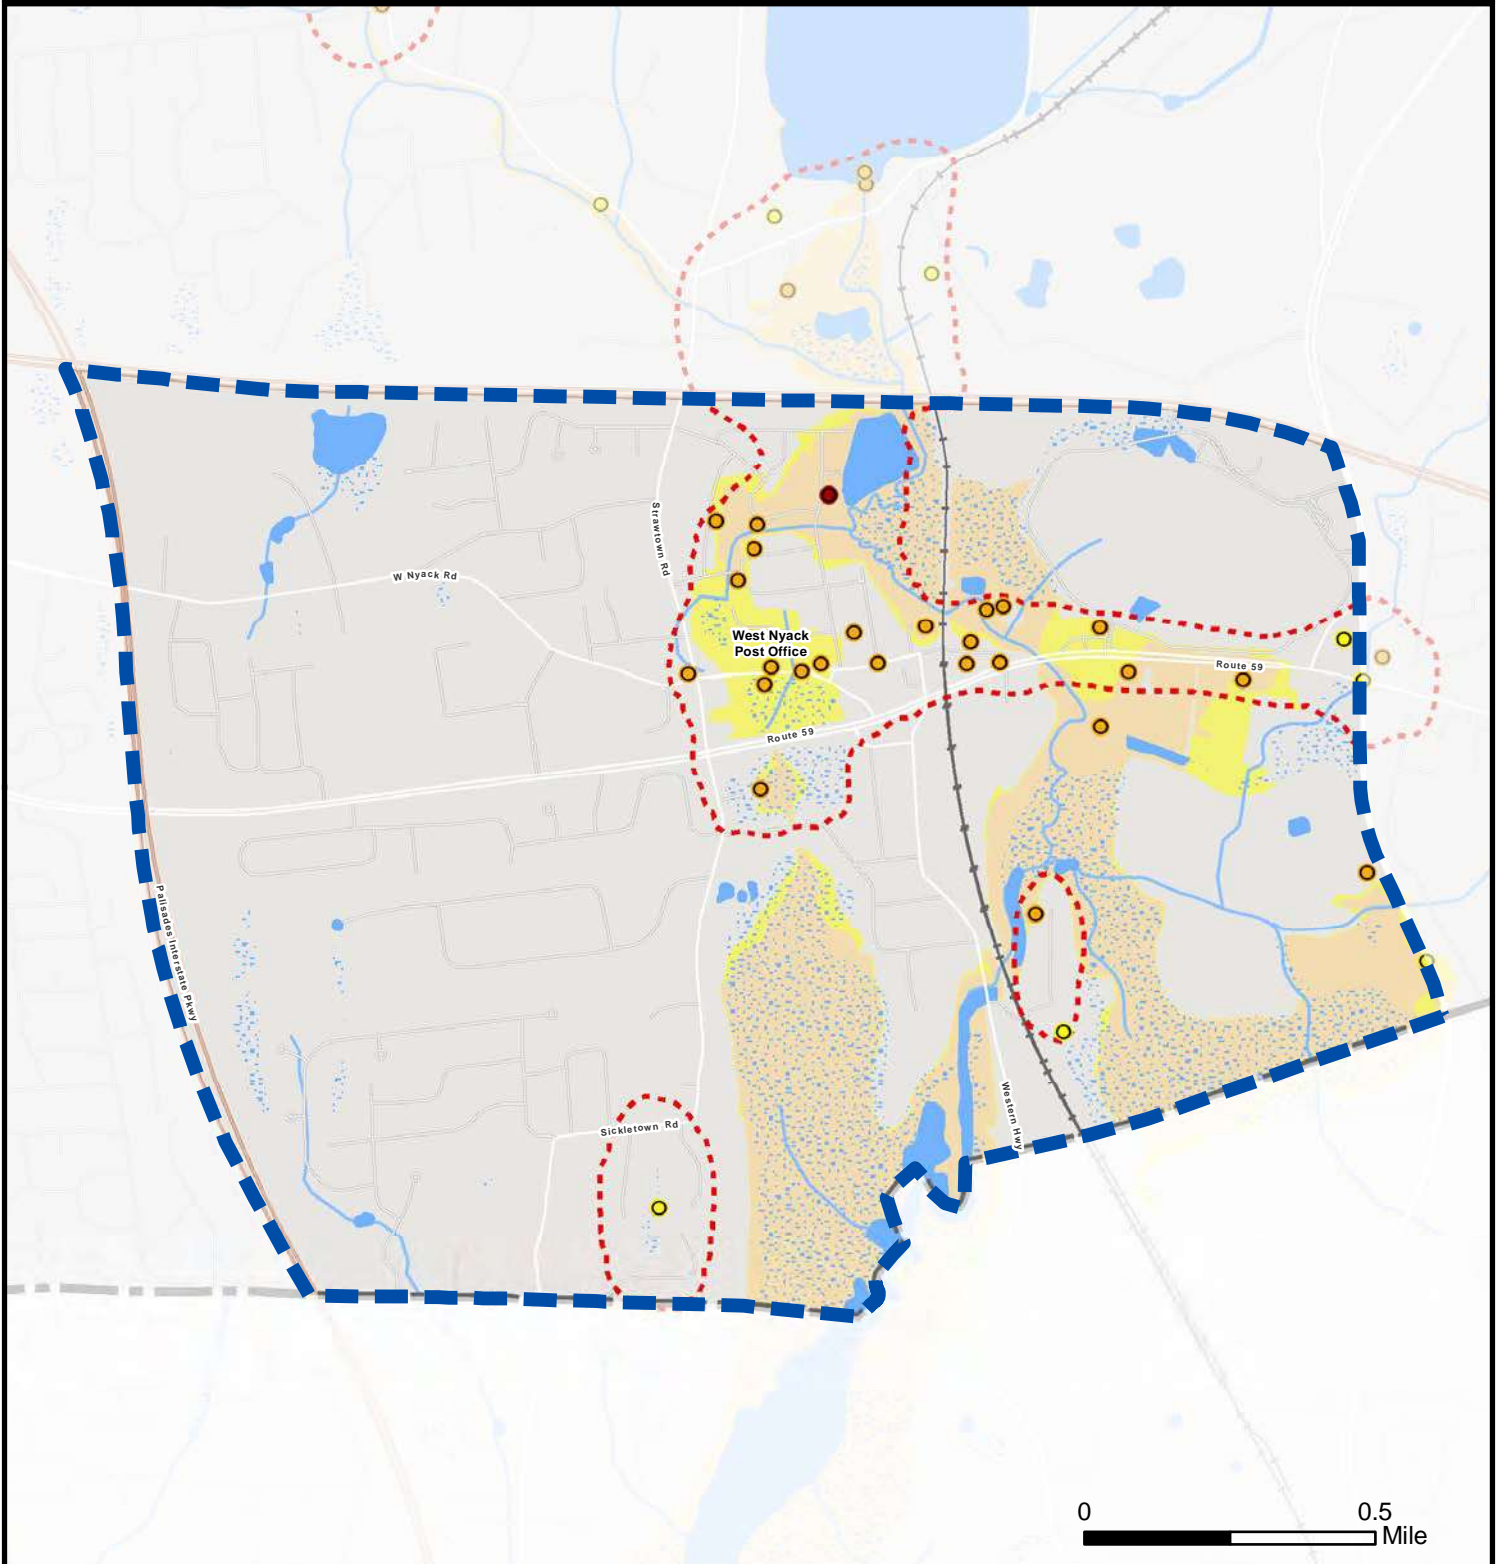 Strawtown Rd
W Nyack Rd
West Nyack
Post Office
Route 59
Route 59
Palisades Interstate Pkwy
Sickletown Rd
Western Hwy
0
0.5
Mile